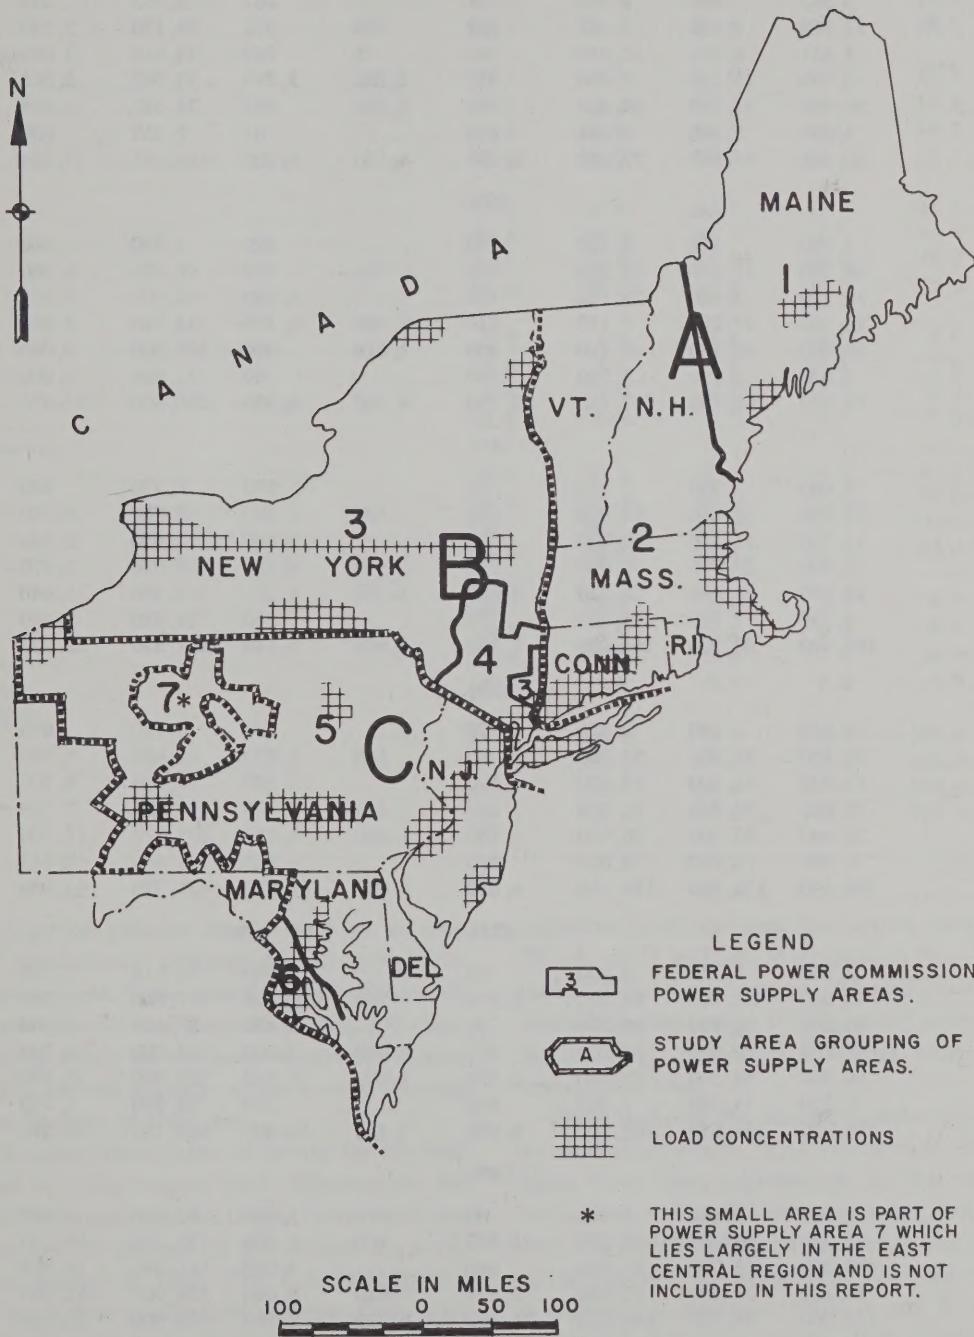 N
MAINE
1
CANADA
A
VT.
N.H.
3
2
NEW YORK
B
MASS.
4
CONN.
R.I.
3
7*
5
C
N.J.
PENNSYLVANIA
MARYLAND
6
DEL.
LEGEND
3 FEDERAL POWER COMMISSION
POWER SUPPLY AREAS.
A STUDY AREA GROUPING OF
POWER SUPPLY AREAS.
LOAD CONCENTRATIONS
* THIS SMALL AREA IS PART OF
POWER SUPPLY AREA 7 WHICH
LIES LARGELY IN THE EAST
CENTRAL REGION AND IS NOT
INCLUDED IN THIS REPORT.
SCALE IN MILES
100 0 50 100